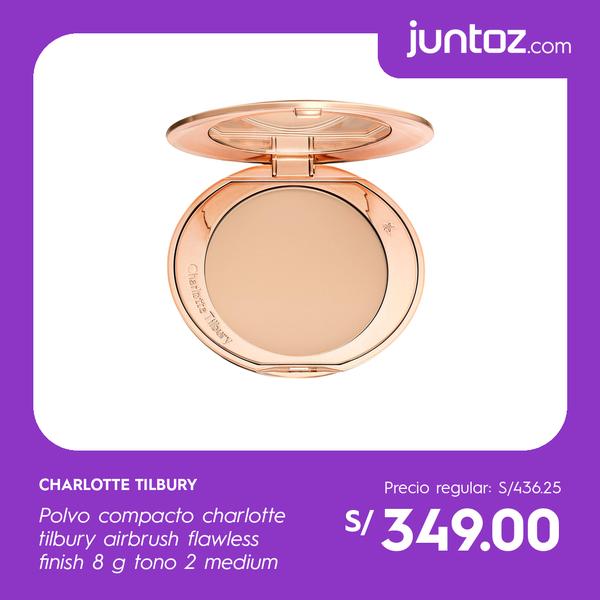 juntoz.com
Charlotte Tilbury
CHARLOTTE TILBURY
Polvo compacto charlotte
tilbury airbrush flawless
finish 8 g tono 2 medium
Precio regular: S/436.25
S/ 349.00